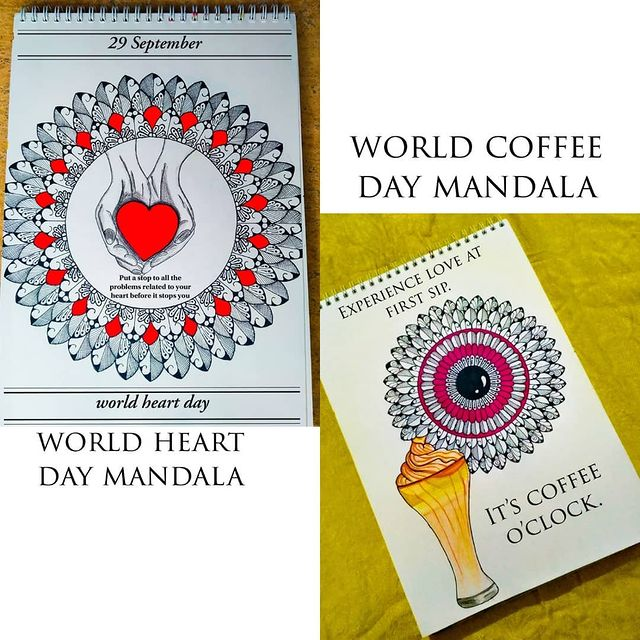 29 September
Put a stop to all the
problems related to your
heart before it stops you
world heart day
WORLD HEART
DAY MANDALA
WORLD COFFEE
DAY MANDALA
EXPERIENCE LOVE AT
FIRST SIP.
IT'S COFFEE
O'CLOCK.